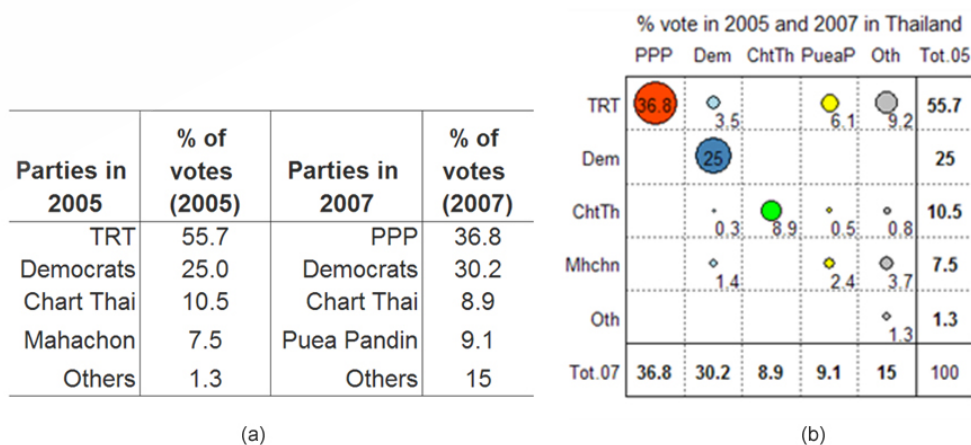 Parties in 2005 % of votes (2005) Parties in 2007 % of votes (2007)
TRT 55.7 PPP 36.8
Democrats 25.0 Democrats 30.2
Chart Thai 10.5 Chart Thai 8.9
Mahachon 7.5 Puea Pandin 9.1
Others 1.3 Others 15
(a)
% vote in 2005 and 2007 in Thailand
PPP Dem ChtTh PueaP Oth Tot.05
TRT 36.8 3.5 6.1 9.2 55.7
Dem 25 25
ChtTh 0.3 8.9 0.5 0.8 10.5
Mhchn 1.4 2.4 3.7 7.5
Oth 1.3 1.3
Tot.07 36.8 30.2 8.9 9.1 15 100
(b)